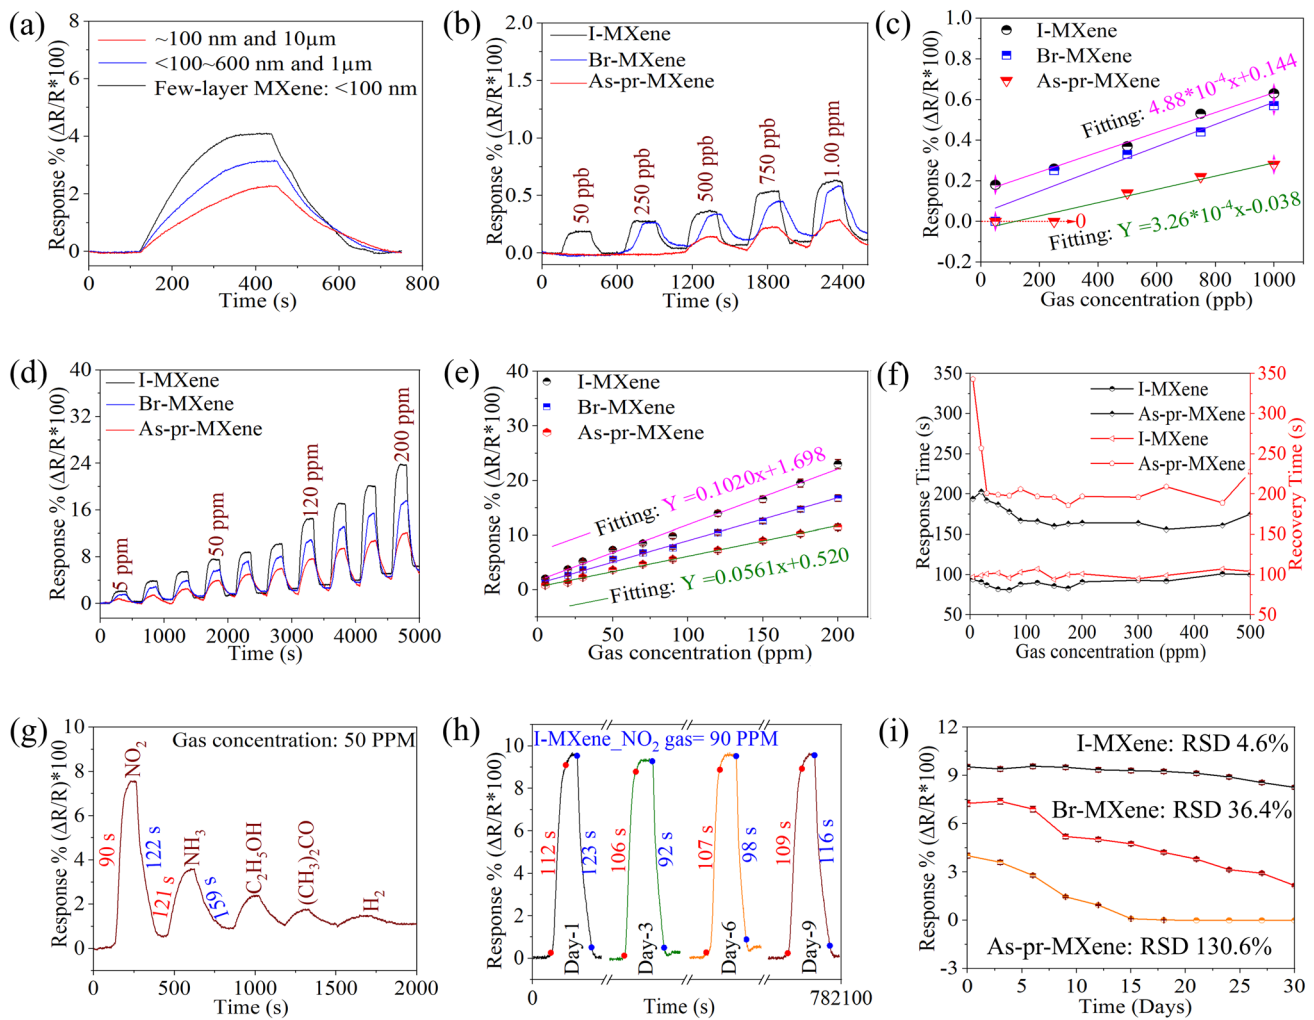 (a)
8
6
4
2
0
0
200
400
600
800
Response % (ΔR/R*100)
Time (s)
~100 nm and 10μm
<100~600 nm and 1μm
Few-layer MXene: <100 nm
(b)
2.0
1.5
1.0
0.5
0.0
0
600
1200
1800
2400
Response % (ΔR/R*100)
Time (s)
I-MXene
Br-MXene
As-pr-MXene
50 ppb
250 ppb
500 ppb
750 ppb
1.00 ppm
(c)
1.0
0.8
0.6
0.4
0.2
0.0
-0.2
0
200
400
600
800
1000
Response % (ΔR/R*100)
Gas concentration (ppb)
I-MXene
Br-MXene
As-pr-MXene
Fitting: 4.88*10⁻⁴x+0.144
0
Fitting: Y =3.26*10⁻⁴x-0.038
(d)
40
32
24
16
8
0
0
1000
2000
3000
4000
5000
Response % (ΔR/R*100)
Time (s)
I-MXene
Br-MXene
As-pr-MXene
5 ppm
50 ppm
120 ppm
200 ppm
(e)
40
30
20
10
0
0
50
100
150
200
Response % (ΔR/R*100)
Gas concentration (ppm)
I-MXene
Br-MXene
As-pr-MXene
Fitting: Y =0.1020x+1.698
Fitting: Y =0.0561x+0.520
(f)
350
300
250
200
150
100
50
0
100
200
300
400
500
350
300
250
200
150
100
50
Response Time (s)
Recovery Time (s)
Gas concentration (ppm)
I-MXene
As-pr-MXene
I-MXene
As-pr-MXene
(g)
10
8
6
4
2
0
0
500
1000
1500
2000
Response % (ΔR/R)*100
Time (s)
Gas concentration: 50 PPM
NO₂
90 s
122 s
NH₃
121 s
159 s
C₂H₅OH
(CH₃)₂CO
H₂
(h)
10
8
6
4
2
0
0
782100
Response % (ΔR/R*100)
Time (s)
I-MXene_NO₂ gas= 90 PPM
112 s
123 s
106 s
92 s
107 s
98 s
109 s
116 s
Day-1
Day-3
Day-6
Day-9
(i)
12
9
6
3
0
-3
0
5
10
15
20
25
30
Response % (ΔR/R*100)
Time (Days)
I-MXene: RSD 4.6%
Br-MXene: RSD 36.4%
As-pr-MXene: RSD 130.6%